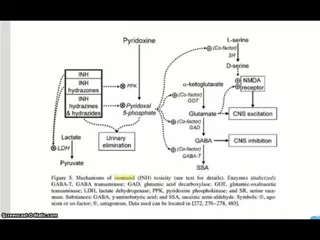 Pyridoxine
L-serine
(Co-factor)
SR
D-serine
INH
INH
hydrazones
INH
hydrazines
& hydrazides
PPK
Pyridoxal
5-phosphate
α-ketoglutarate
(Co-factor)
GOT
NMDA
receptor
Glutamate
CNS excitation
(Co-factor)
GAD
Lactate
LDH
Pyruvate
Urinary
elimination
GABA
CNS inhibition
(Co-factor)
GABA-T
SSA
Figure 5. Mechanisms of isoniazid (INH) toxicity (see text for details). Enzymes (italicized):
GABA-T, GABA transaminase; GAD, glutamic acid decarboxylase; GOT, glutamic-oxaloacetic
transaminase; LDH, lactate dehydrogenase; PPK, pyridoxine phosphokinase; and SR, serine race-
mase. Substances: GABA, γ-aminobutyric acid; and SSA, succinic semi-aldehyde. Symbols: ⊕, ago-
nism or co-factor; ⊗, antagonism. Data used can be located in [272, 276–278, 483].
Screencast-O-Matic.com